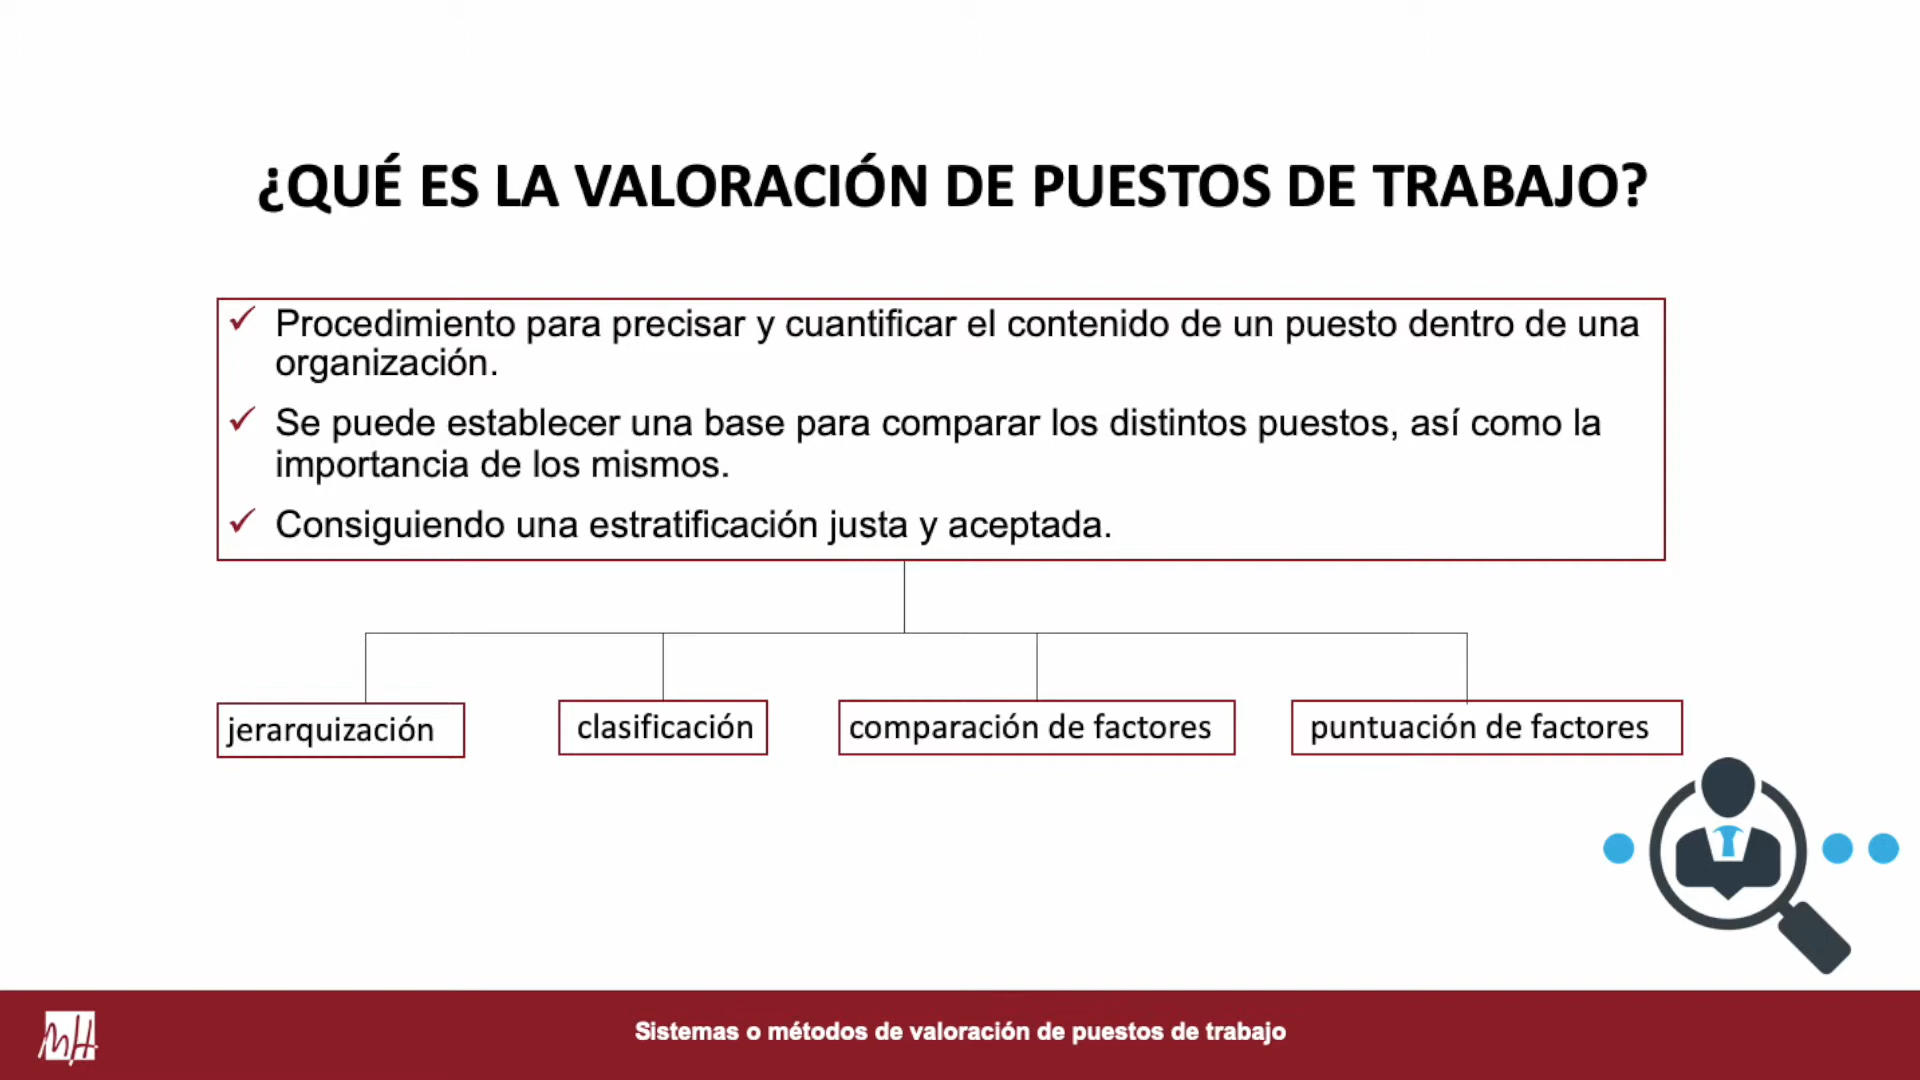 ¿QUÉ ES LA VALORACIÓN DE PUESTOS DE TRABAJO?
✓ Procedimiento para precisar y cuantificar el contenido de un puesto dentro de una
organización.
✓ Se puede establecer una base para comparar los distintos puestos, así como la
importancia de los mismos.
✓ Consiguiendo una estratificación justa y aceptada.
jerarquización
clasificación
comparación de factores
puntuación de factores
MH
Sistemas o métodos de valoración de puestos de trabajo